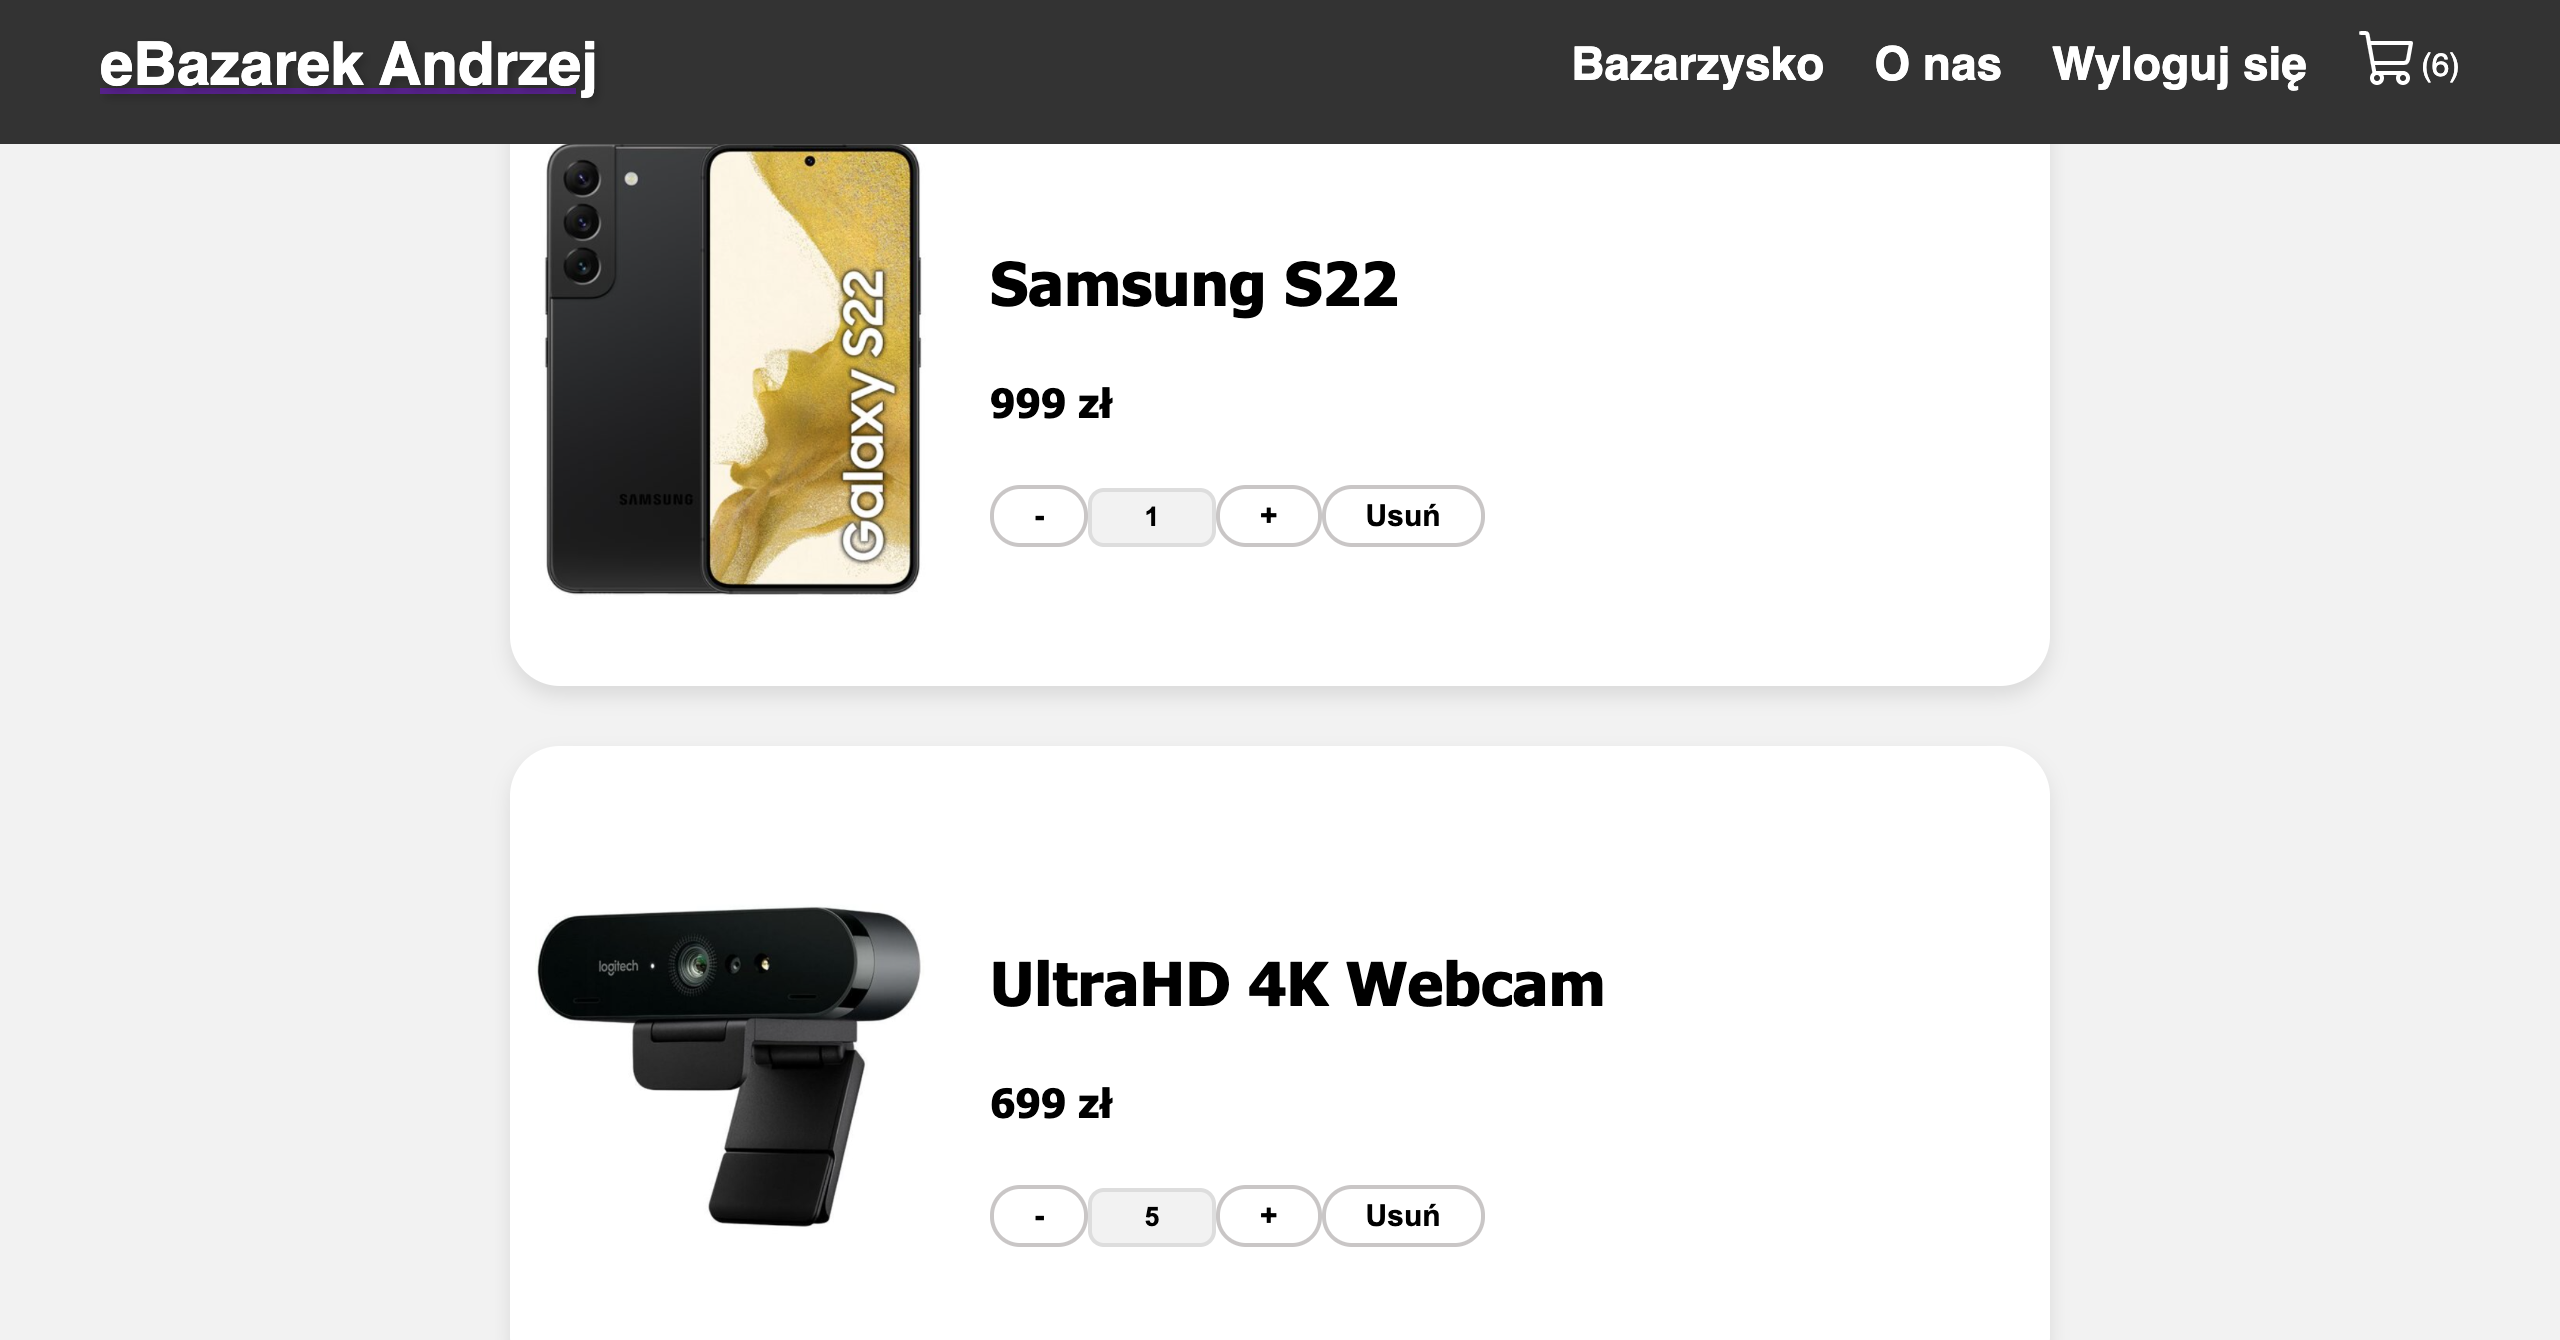 eBazarek Andrzej
Bazarzysko
O nas
Wyloguj się
(6)
SAMSUNG
Galaxy S22
Samsung S22
999 zł
- 1 + Usuń
logitech
UltraHD 4K Webcam
699 zł
- 5 + Usuń